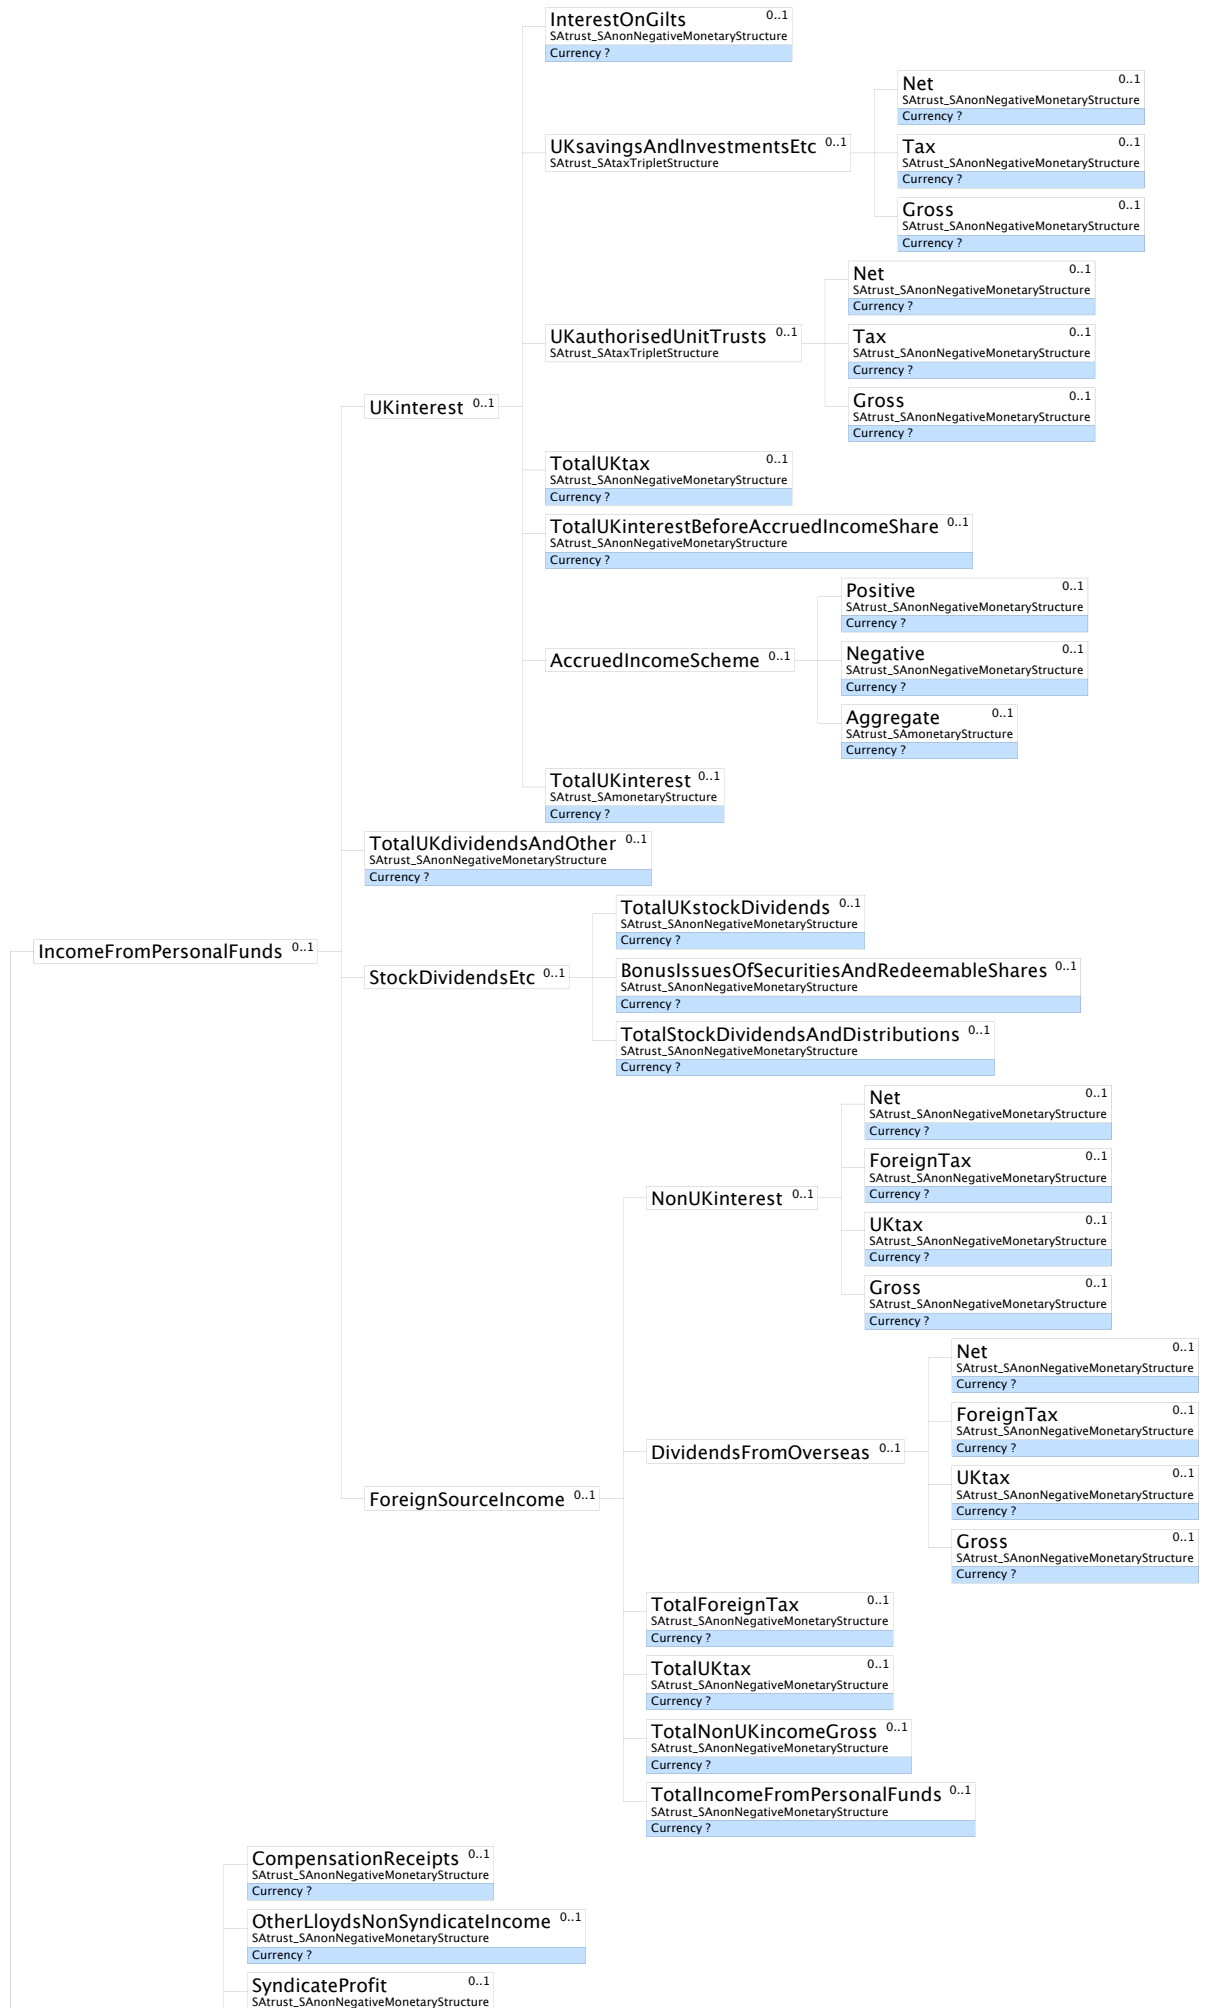 InterestOnGilts 0..1
SAtrust_SAnonNegativeMonetaryStructure
Currency ?
UKsavingsAndInvestmentsEtc 0..1
SAtrust_SAtaxTripletStructure
Net 0..1
SAtrust_SAnonNegativeMonetaryStructure
Currency ?
Tax 0..1
SAtrust_SAnonNegativeMonetaryStructure
Currency ?
Gross 0..1
SAtrust_SAnonNegativeMonetaryStructure
Currency ?
UKauthorisedUnitTrusts 0..1
SAtrust_SAtaxTripletStructure
Net 0..1
SAtrust_SAnonNegativeMonetaryStructure
Currency ?
Tax 0..1
SAtrust_SAnonNegativeMonetaryStructure
Currency ?
Gross 0..1
SAtrust_SAnonNegativeMonetaryStructure
Currency ?
UKinterest 0..1
TotalUKtax 0..1
SAtrust_SAnonNegativeMonetaryStructure
Currency ?
TotalUKinterestBeforeAccruedIncomeShare 0..1
SAtrust_SAnonNegativeMonetaryStructure
Currency ?
AccruedIncomeScheme 0..1
Positive 0..1
SAtrust_SAnonNegativeMonetaryStructure
Currency ?
Negative 0..1
SAtrust_SAnonNegativeMonetaryStructure
Currency ?
Aggregate 0..1
SAtrust_SAmonetaryStructure
Currency ?
TotalUKinterest 0..1
SAtrust_SAmonetaryStructure
Currency ?
TotalUKdividendsAndOther 0..1
SAtrust_SAnonNegativeMonetaryStructure
Currency ?
IncomeFromPersonalFunds 0..1
StockDividendsEtc 0..1
TotalUKstockDividends 0..1
SAtrust_SAnonNegativeMonetaryStructure
Currency ?
BonusIssuesOfSecuritiesAndRedeemableShares 0..1
SAtrust_SAnonNegativeMonetaryStructure
Currency ?
TotalStockDividendsAndDistributions 0..1
SAtrust_SAnonNegativeMonetaryStructure
Currency ?
NonUKinterest 0..1
Net 0..1
SAtrust_SAnonNegativeMonetaryStructure
Currency ?
ForeignTax 0..1
SAtrust_SAnonNegativeMonetaryStructure
Currency ?
UKtax 0..1
SAtrust_SAnonNegativeMonetaryStructure
Currency ?
Gross 0..1
SAtrust_SAnonNegativeMonetaryStructure
Currency ?
DividendsFromOverseas 0..1
Net 0..1
SAtrust_SAnonNegativeMonetaryStructure
Currency ?
ForeignTax 0..1
SAtrust_SAnonNegativeMonetaryStructure
Currency ?
UKtax 0..1
SAtrust_SAnonNegativeMonetaryStructure
Currency ?
Gross 0..1
SAtrust_SAnonNegativeMonetaryStructure
Currency ?
ForeignSourceIncome 0..1
TotalForeignTax 0..1
SAtrust_SAnonNegativeMonetaryStructure
Currency ?
TotalUKtax 0..1
SAtrust_SAnonNegativeMonetaryStructure
Currency ?
TotalNonUKincomeGross 0..1
SAtrust_SAnonNegativeMonetaryStructure
Currency ?
TotalIncomeFromPersonalFunds 0..1
SAtrust_SAnonNegativeMonetaryStructure
Currency ?
CompensationReceipts 0..1
SAtrust_SAnonNegativeMonetaryStructure
Currency ?
OtherLloydsNonSyndicateIncome 0..1
SAtrust_SAnonNegativeMonetaryStructure
Currency ?
SyndicateProfit 0..1
SAtrust_SAnonNegativeMonetaryStructure